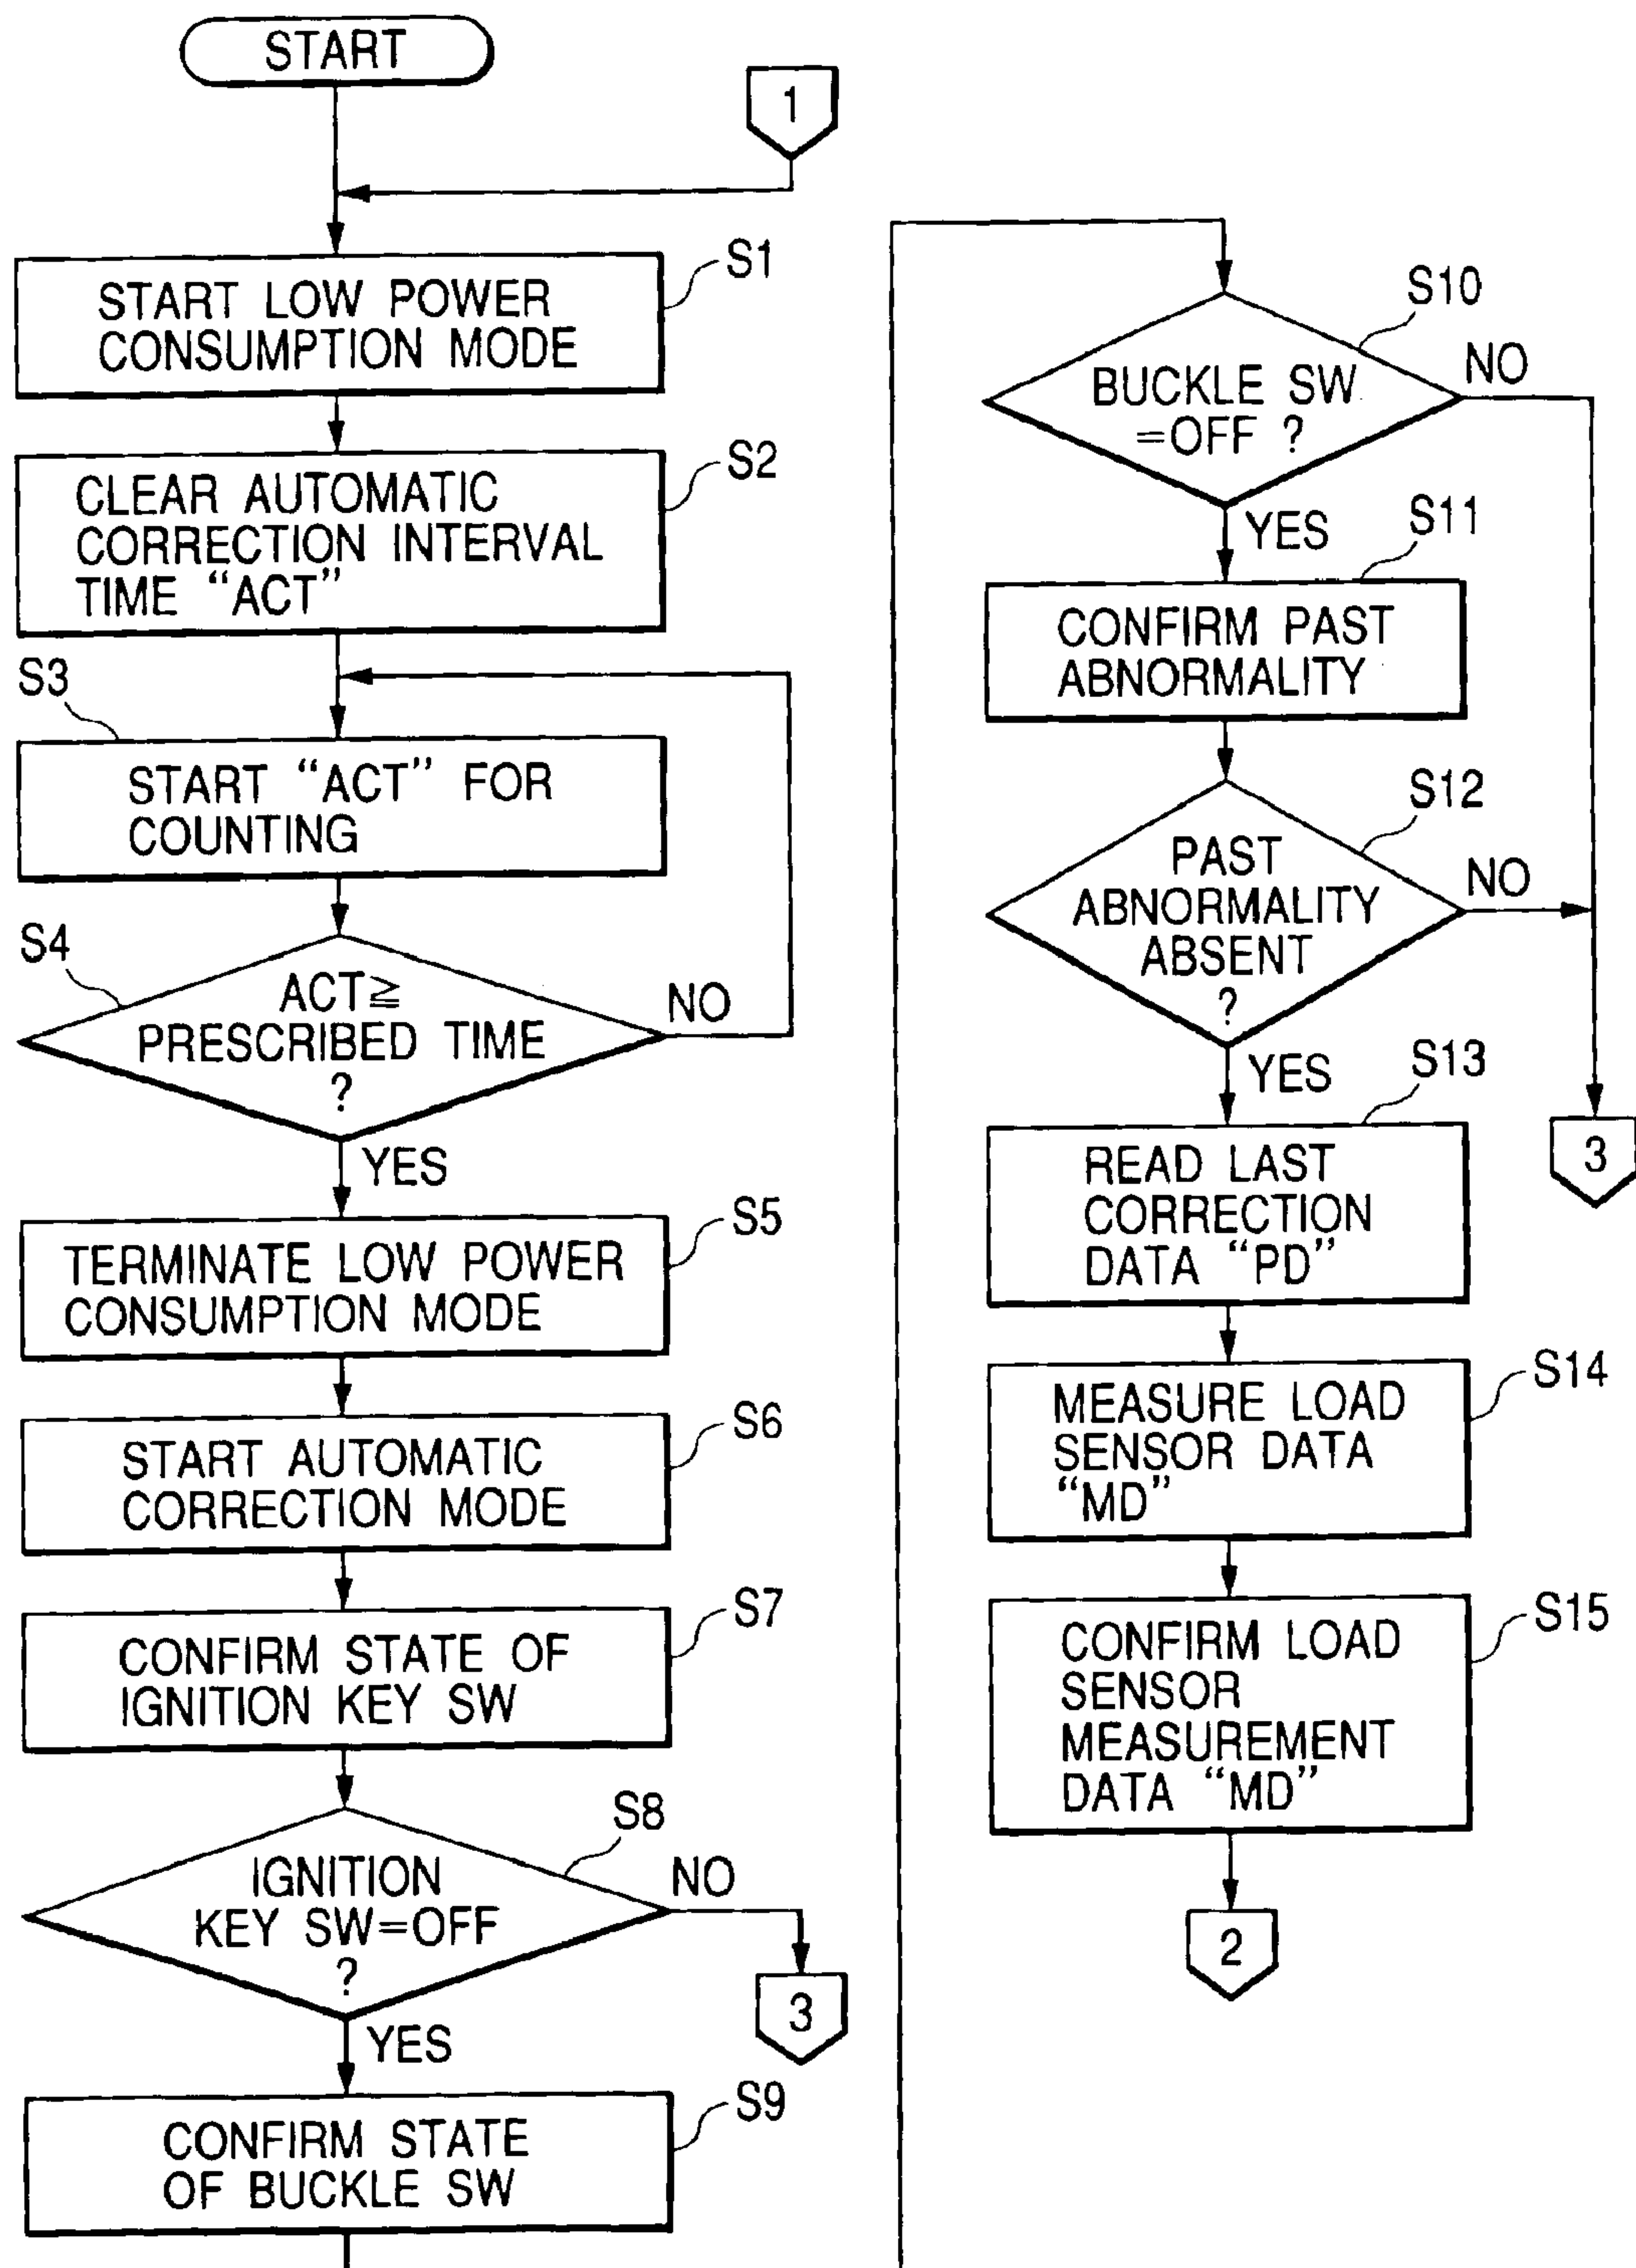 START
1
S1
START LOW POWER
CONSUMPTION MODE
S2
CLEAR AUTOMATIC
CORRECTION INTERVAL
TIME “ACT”
S3
START “ACT” FOR
COUNTING
S4
ACT≧
PRESCRIBED TIME
?
NO
YES
S5
TERMINATE LOW POWER
CONSUMPTION MODE
S6
START AUTOMATIC
CORRECTION MODE
S7
CONFIRM STATE OF
IGNITION KEY SW
S8
IGNITION
KEY SW=OFF
?
NO
3
YES
S9
CONFIRM STATE
OF BUCKLE SW
S10
BUCKLE SW
=OFF ?
NO
YES
S11
CONFIRM PAST
ABNORMALITY
S12
PAST
ABNORMALITY
ABSENT
?
NO
YES
3
S13
READ LAST
CORRECTION
DATA “PD”
S14
MEASURE LOAD
SENSOR DATA
“MD”
S15
CONFIRM LOAD
SENSOR
MEASUREMENT
DATA “MD”
2